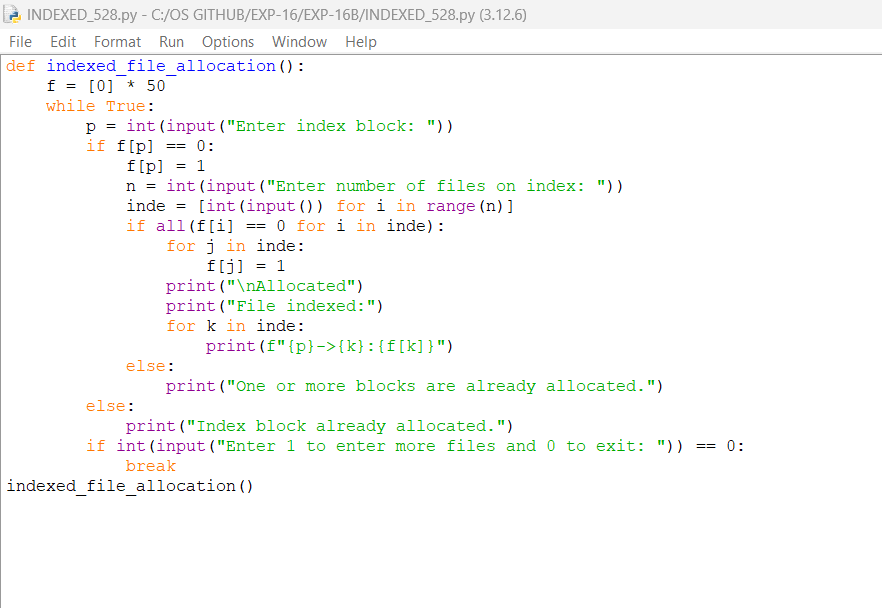 INDEXED_528.py - C:/OS GITHUB/EXP-16/EXP-16B/INDEXED_528.py (3.12.6)
File Edit Format Run Options Window Help
def indexed_file_allocation():
    f = [0] * 50
    while True:
        p = int(input("Enter index block: "))
        if f[p] == 0:
            f[p] = 1
            n = int(input("Enter number of files on index: "))
            inde = [int(input()) for i in range(n)]
            if all(f[i] == 0 for i in inde):
                for j in inde:
                    f[j] = 1
                print("\nAllocated")
                print("File indexed:")
                for k in inde:
                    print(f"{p}->{k}:{f[k]}")
            else:
                print("One or more blocks are already allocated.")
        else:
            print("Index block already allocated.")
        if int(input("Enter 1 to enter more files and 0 to exit: ")) == 0:
            break
indexed_file_allocation()